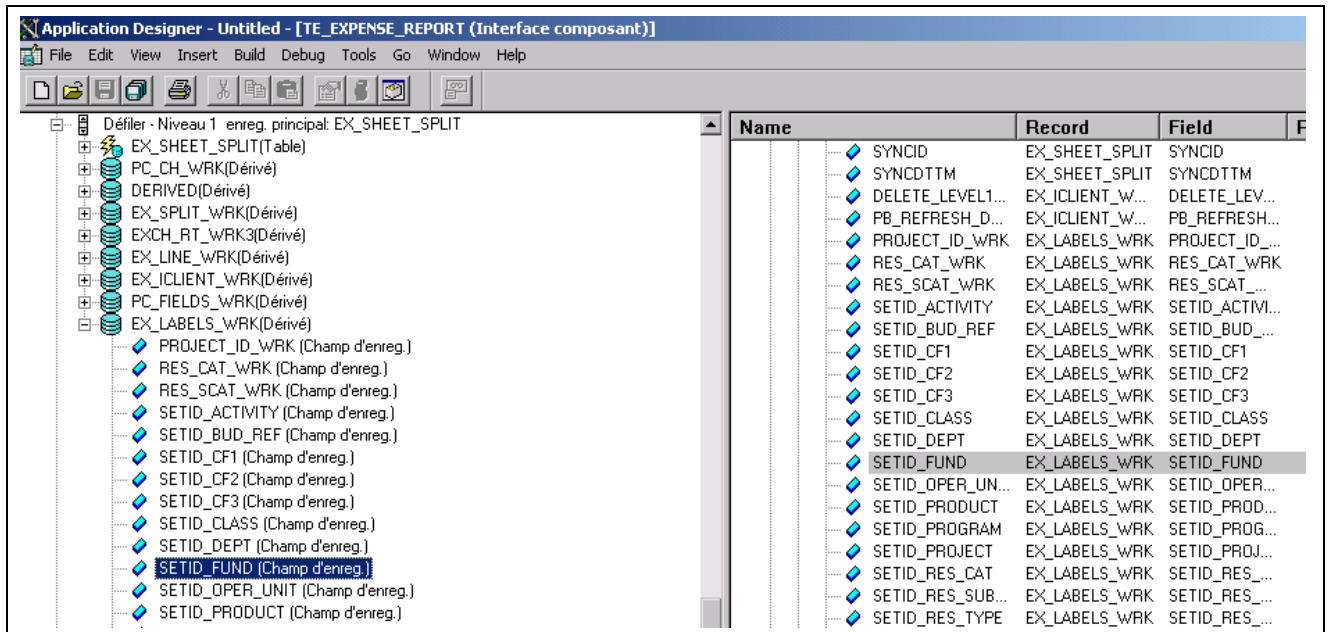 Application Designer - Untitled - [TE_EXPENSE_REPORT (Interface composant)]
File Edit View Insert Build Debug Tools Go Window Help
Défiler - Niveau 1 enreg. principal: EX_SHEET_SPLIT
EX_SHEET_SPLIT(Table)
PC_CH_WRK(Dérivé)
DERIVED(Dérivé)
EX_SPLIT_WRK(Dérivé)
EXCH_RT_WRK3(Dérivé)
EX_LINE_WRK(Dérivé)
EX_ICLIENT_WRK(Dérivé)
PC_FIELDS_WRK(Dérivé)
EX_LABELS_WRK(Dérivé)
PROJECT_ID_WRK (Champ d'enreg.)
RES_CAT_WRK (Champ d'enreg.)
RES_SCAT_WRK (Champ d'enreg.)
SETID_ACTIVITY (Champ d'enreg.)
SETID_BUD_REF (Champ d'enreg.)
SETID_CF1 (Champ d'enreg.)
SETID_CF2 (Champ d'enreg.)
SETID_CF3 (Champ d'enreg.)
SETID_CLASS (Champ d'enreg.)
SETID_DEPT (Champ d'enreg.)
SETID_FUND (Champ d'enreg.)
SETID_OPER_UNIT (Champ d'enreg.)
SETID_PRODUCT (Champ d'enreg.)
Name Record Field F
SYNCID EX_SHEET_SPLIT SYNCID
SYNCDTTM EX_SHEET_SPLIT SYNCDTTM
DELETE_LEVEL1... EX_ICLIENT_W... DELETE_LEV...
PB_REFRESH_D... EX_ICLIENT_W... PB_REFRESH...
PROJECT_ID_WRK EX_LABELS_WRK PROJECT_ID_...
RES_CAT_WRK EX_LABELS_WRK RES_CAT_WRK
RES_SCAT_WRK EX_LABELS_WRK RES_SCAT_...
SETID_ACTIVITY EX_LABELS_WRK SETID_ACTIVI...
SETID_BUD_REF EX_LABELS_WRK SETID_BUD_...
SETID_CF1 EX_LABELS_WRK SETID_CF1
SETID_CF2 EX_LABELS_WRK SETID_CF2
SETID_CF3 EX_LABELS_WRK SETID_CF3
SETID_CLASS EX_LABELS_WRK SETID_CLASS
SETID_DEPT EX_LABELS_WRK SETID_DEPT
SETID_FUND EX_LABELS_WRK SETID_FUND
SETID_OPER_UN... EX_LABELS_WRK SETID_OPER...
SETID_PRODUCT EX_LABELS_WRK SETID_PROD...
SETID_PROGRAM EX_LABELS_WRK SETID_PROG...
SETID_PROJECT EX_LABELS_WRK SETID_PROJ...
SETID_RES_CAT EX_LABELS_WRK SETID_RES_...
SETID_RES_SUB... EX_LABELS_WRK SETID_RES_...
SETID_RES_TYPE EX_LABELS_WRK SETID_RES_...